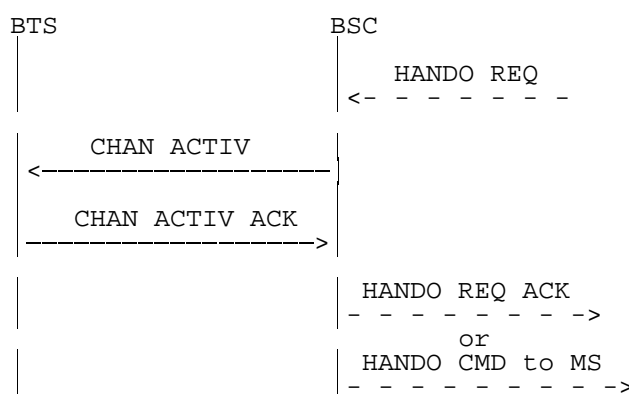 BTS BSC
HANDO REQ
CHAN ACTIV
CHAN ACTIV ACK
HANDO REQ ACK
or
HANDO CMD to MS